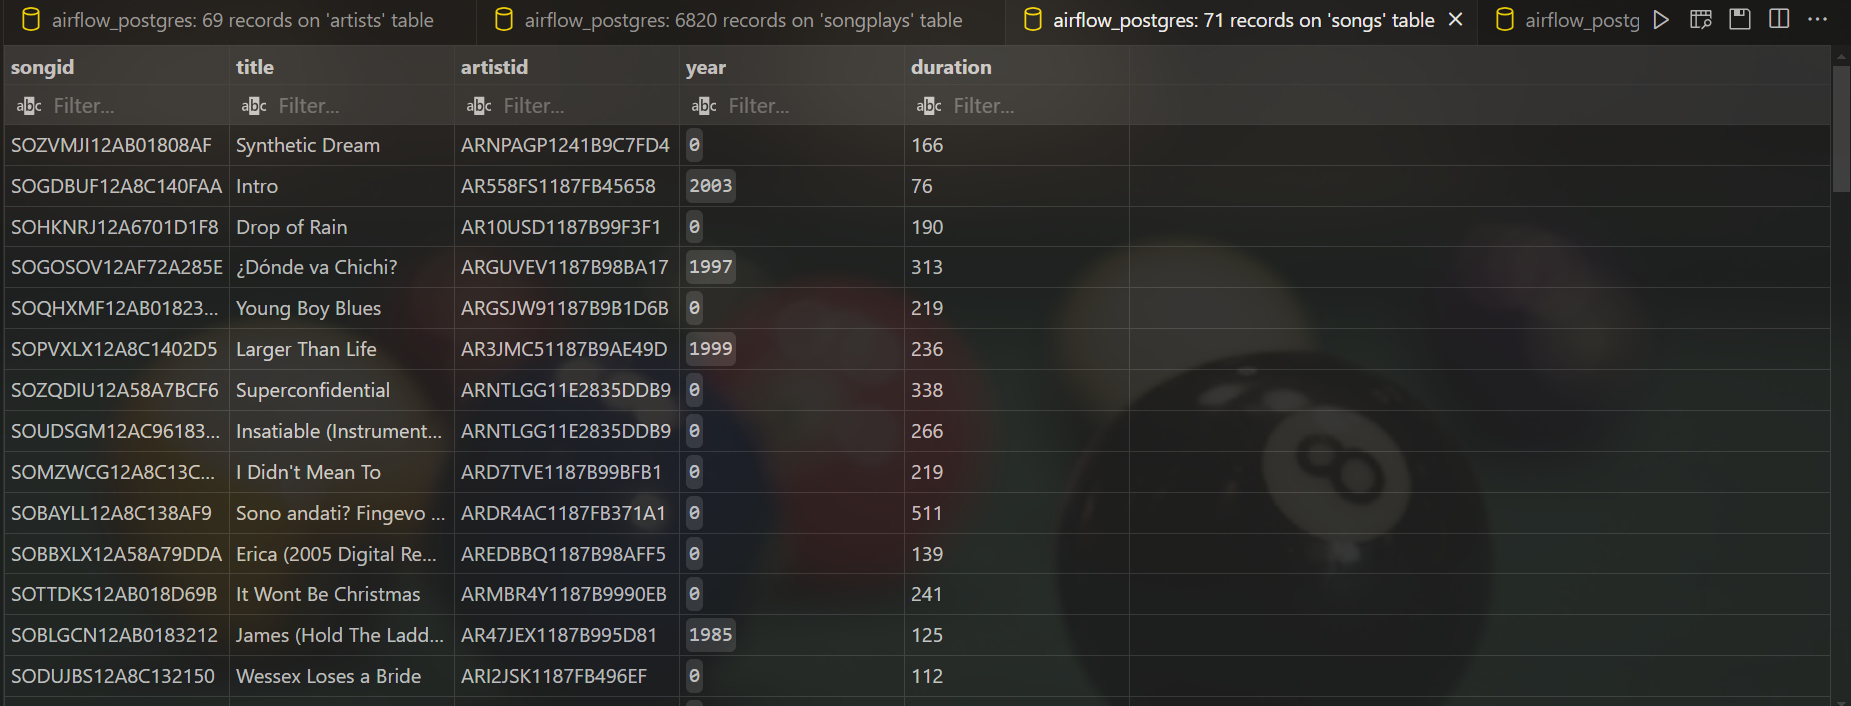 airflow_postgres: 69 records on 'artists' table airflow_postgres: 6820 records on 'songplays' table airflow_postgres: 71 records on 'songs' table airflow_postg
songid title artistid year duration
abc Filter... abc Filter... abc Filter... abc Filter... abc Filter...
SOZVMJI12AB01808AF Synthetic Dream ARNPAGP1241B9C7FD4 0 166
SOGDBUF12A8C140FAA Intro AR558FS1187FB45658 2003 76
SOHKNRJ12A6701D1F8 Drop of Rain AR10USD1187B99F3F1 0 190
SOGOSOV12AF72A285E ¿Dónde va Chichi? ARGUVEV1187B98BA17 1997 313
SOQHXMF12AB01823... Young Boy Blues ARGSJW91187B9B1D6B 0 219
SOPVXLX12A8C1402D5 Larger Than Life AR3JMC51187B9AE49D 1999 236
SOZQDIU12A58A7BCF6 Superconfidential ARNTLGG11E2835DDB9 0 338
SOUDSGM12AC96183... Insatiable (Instrument... ARNTLGG11E2835DDB9 0 266
SOMZWCG12A8C13C... I Didn't Mean To ARD7TVE1187B99BFB1 0 219
SOBAYLL12A8C138AF9 Sono andati? Fingevo ... ARDR4AC1187FB371A1 0 511
SOBBXLX12A58A79DDA Erica (2005 Digital Re... AREDBBQ1187B98AFF5 0 139
SOTTDKS12AB018D69B It Wont Be Christmas ARMBR4Y1187B9990EB 0 241
SOBLGCN12AB0183212 James (Hold The Ladd... AR47JEX1187B995D81 1985 125
SODUJBS12A8C132150 Wessex Loses a Bride ARI2JSK1187FB496EF 0 112
8